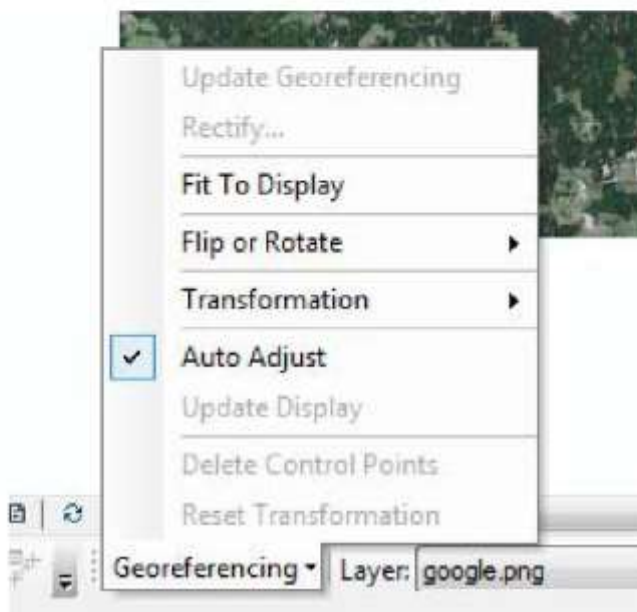 Update Georeferencing
Rectify...
Fit To Display
Flip or Rotate
Transformation
Auto Adjust
Update Display
Delete Control Points
Reset Transformation
Georeferencing
Layer: google.png